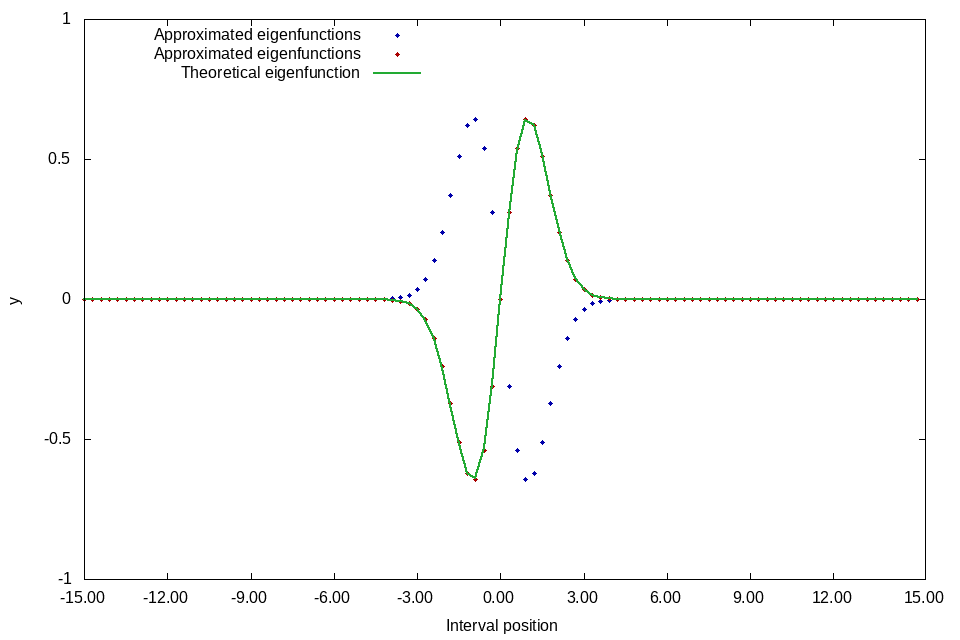 1
Approximated eigenfunctions
Approximated eigenfunctions
Theoretical eigenfunction
0.5
0
y
-0.5
-1
-15.00 -12.00 -9.00 -6.00 -3.00 0.00 3.00 6.00 9.00 12.00 15.00
Interval position